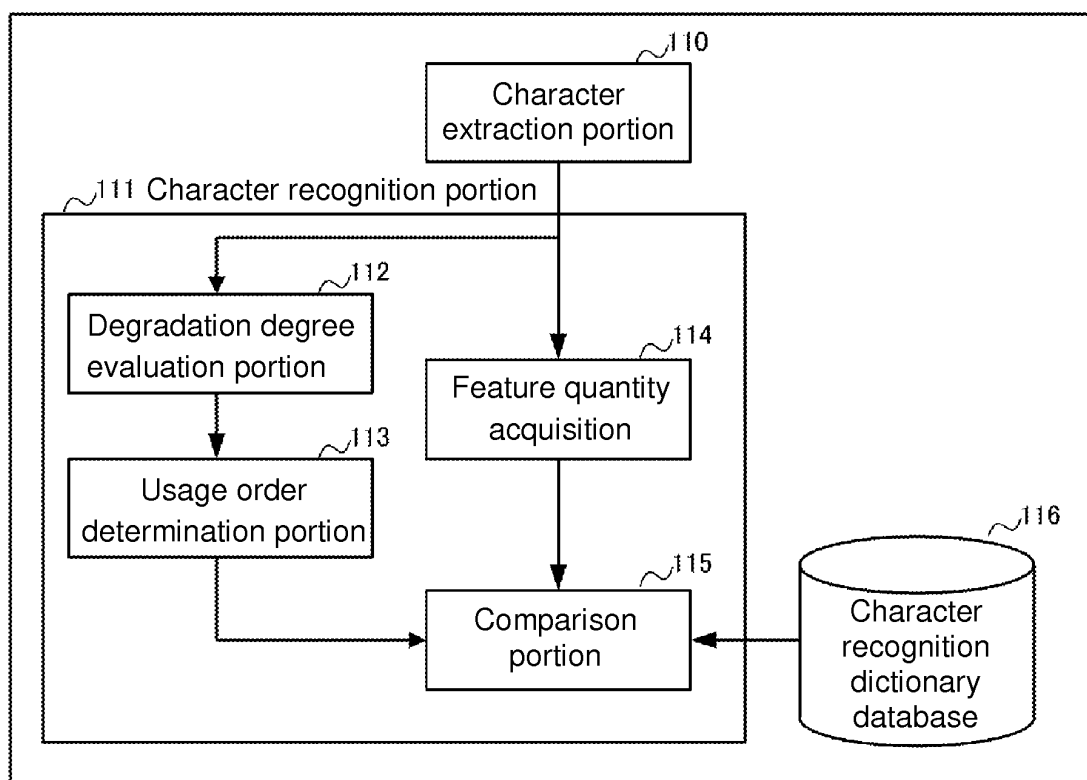 110
Character
extraction portion
111 Character recognition portion
112
Degradation degree
evaluation portion
114
Feature quantity
acquisition
113
Usage order
determination portion
115
Comparison
portion
116
Character
recognition
dictionary
database